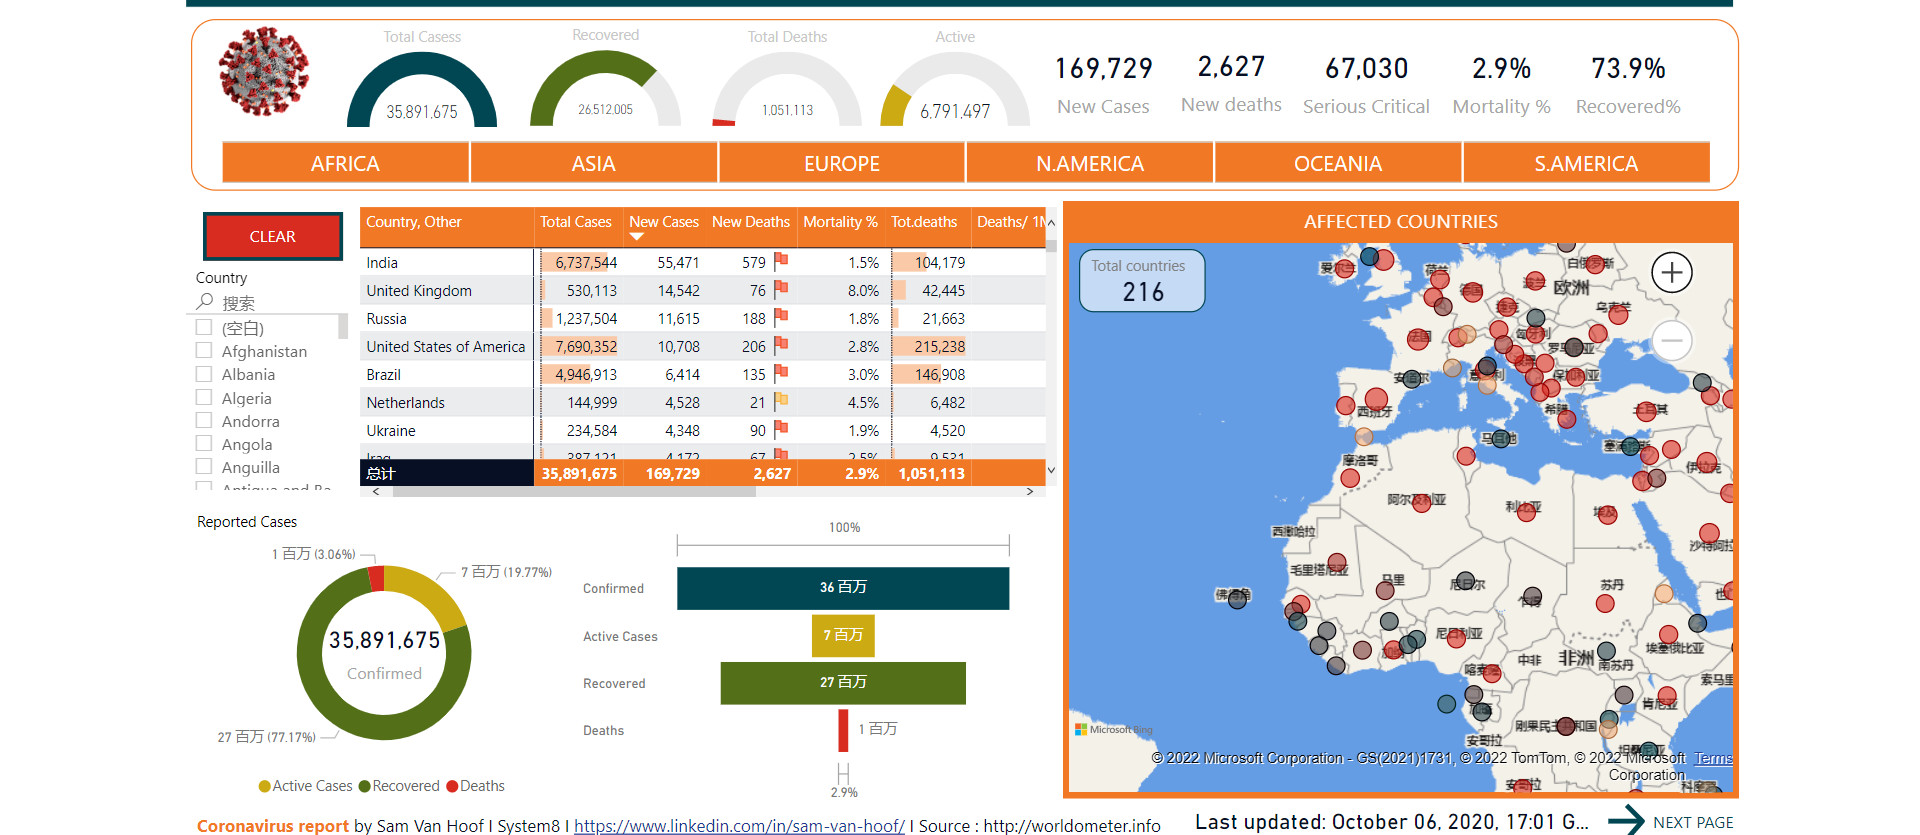 Total Casess
Recovered
Total Deaths
Active
35,891,675
26,512,005
1,051,113
6,791,497
169,729
New Cases
2,627
New deaths
67,030
Serious Critical
2.9%
Mortality %
73.9%
Recovered%
AFRICA
ASIA
EUROPE
N.AMERICA
OCEANIA
S.AMERICA
CLEAR
Country
搜索
(空白)
Afghanistan
Albania
Algeria
Andorra
Angola
Anguilla
Antigua and Ba
Country, Other Total Cases New Cases New Deaths Mortality % Tot.deaths Deaths/ 1M
India 6,737,544 55,471 579 1.5% 104,179
United Kingdom 530,113 14,542 76 8.0% 42,445
Russia 1,237,504 11,615 188 1.8% 21,663
United States of America 7,690,352 10,708 206 2.8% 215,238
Brazil 4,946,913 6,414 135 3.0% 146,908
Netherlands 144,999 4,528 21 4.5% 6,482
Ukraine 234,584 4,348 90 1.9% 4,520
Iraq 387,121 4,172 67 2.5% 9,531
总计 35,891,675 169,729 2,627 2.9% 1,051,113
AFFECTED COUNTRIES
Total countries
216
爱尔兰
荷兰
白俄罗斯
德国
波兰
欧洲
捷克
乌克兰
法国
匈牙利
罗马尼亚
安道尔
意大利
保加利亚
西班牙
希腊
土耳其
马耳他
塞浦路斯
摩洛哥
伊拉克
阿尔及利亚
利比亚
埃及
西撒哈拉
沙特阿拉
毛里塔尼亚
马里
尼日尔
乍得
苏丹
也
佛得角
加纳
尼日利亚
喀麦隆
中非
非洲
南苏丹
埃塞俄比亚
索马里
肯尼亚
加蓬
刚果民主共和国
安哥拉
坦桑尼亚
安哥拉
科摩罗
Microsoft Bing
© 2022 Microsoft Corporation - GS(2021)1731, © 2022 TomTom, © 2022 Microsoft Corporation Terms
Reported Cases
1 百万 (3.06%)
7 百万 (19.77%)
35,891,675
Confirmed
27 百万 (77.17%)
Active Cases Recovered Deaths
100%
Confirmed 36 百万
Active Cases 7 百万
Recovered 27 百万
Deaths 1 百万
2.9%
Coronavirus report by Sam Van Hoof I System8 I https://www.linkedin.com/in/sam-van-hoof/ I Source : http://worldometer.info
Last updated: October 06, 2020, 17:01 G...
NEXT PAGE